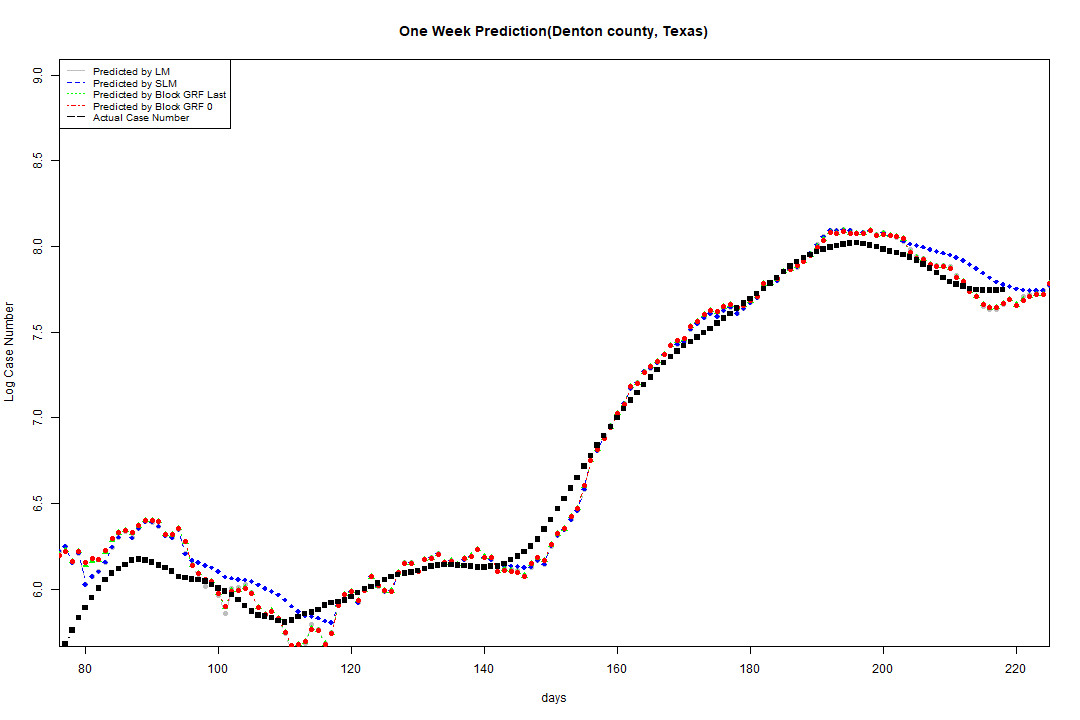 One Week Prediction(Denton county, Texas)
Predicted by LM
Predicted by SLM
Predicted by Block GRF Last
Predicted by Block GRF 0
Actual Case Number
9.0
8.5
8.0
7.5
7.0
6.5
6.0
Log Case Number
80 100 120 140 160 180 200 220
days